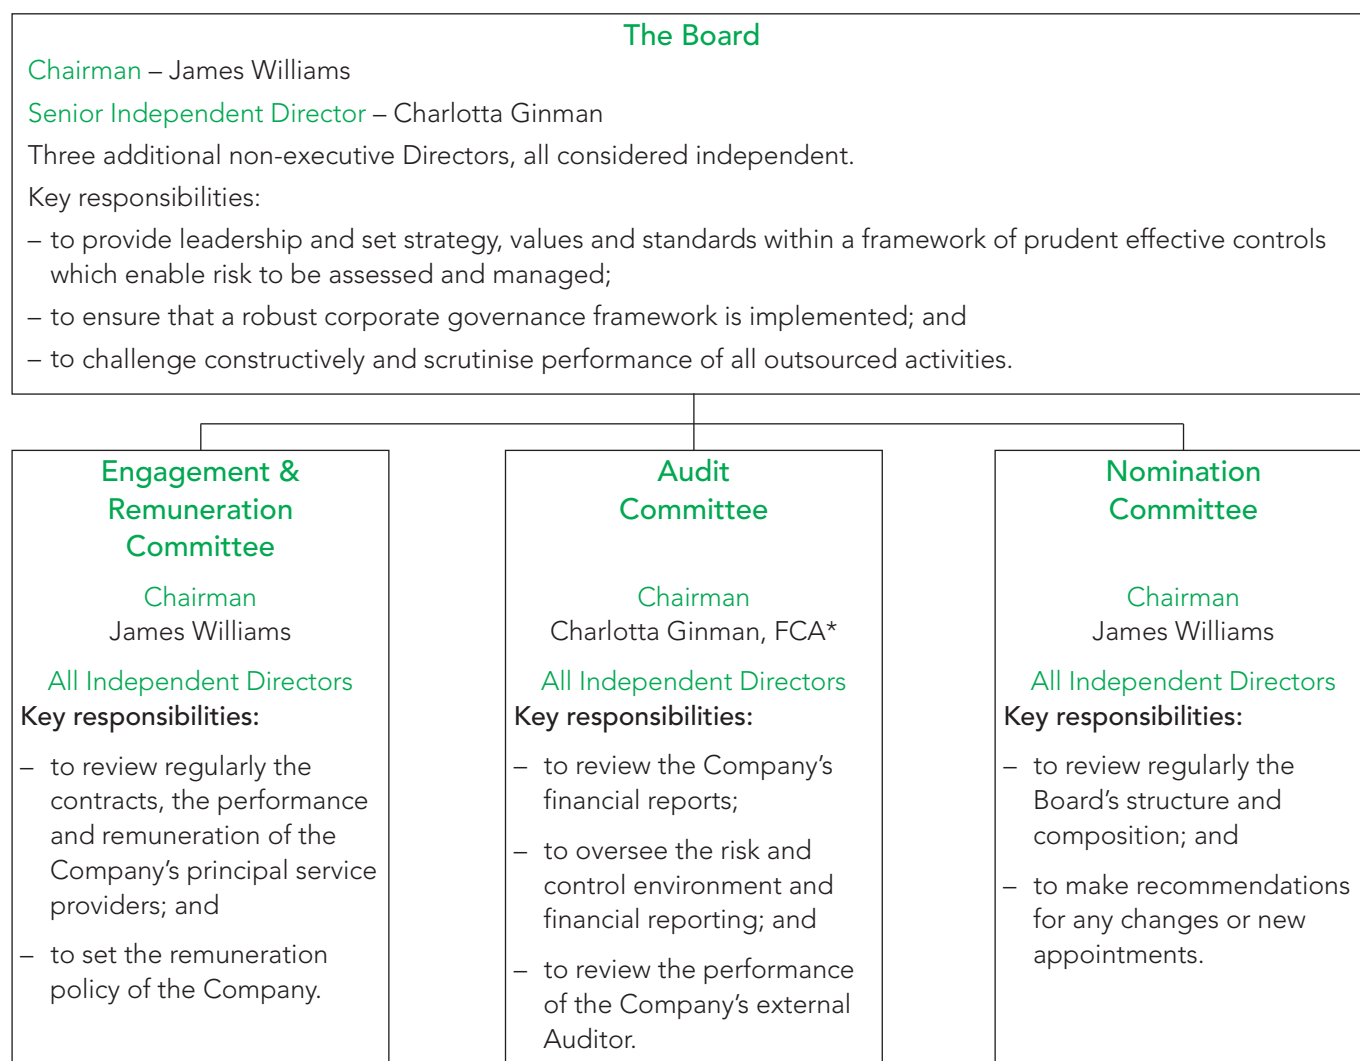 The Board
Chairman – James Williams
Senior Independent Director – Charlotta Ginman
Three additional non-executive Directors, all considered independent.
Key responsibilities:
– to provide leadership and set strategy, values and standards within a framework of prudent effective controls
which enable risk to be assessed and managed;
– to ensure that a robust corporate governance framework is implemented; and
– to challenge constructively and scrutinise performance of all outsourced activities.
Engagement &
Remuneration
Committee
Chairman
James Williams
All Independent Directors
Key responsibilities:
– to review regularly the
contracts, the performance
and remuneration of the
Company’s principal service
providers; and
– to set the remuneration
policy of the Company.
Audit
Committee
Chairman
Charlotta Ginman, FCA*
All Independent Directors
Key responsibilities:
– to review the Company’s
financial reports;
– to oversee the risk and
control environment and
financial reporting; and
– to review the performance
of the Company’s external
Auditor.
Nomination
Committee
Chairman
James Williams
All Independent Directors
Key responsibilities:
– to review regularly the
Board’s structure and
composition; and
– to make recommendations
for any changes or new
appointments.